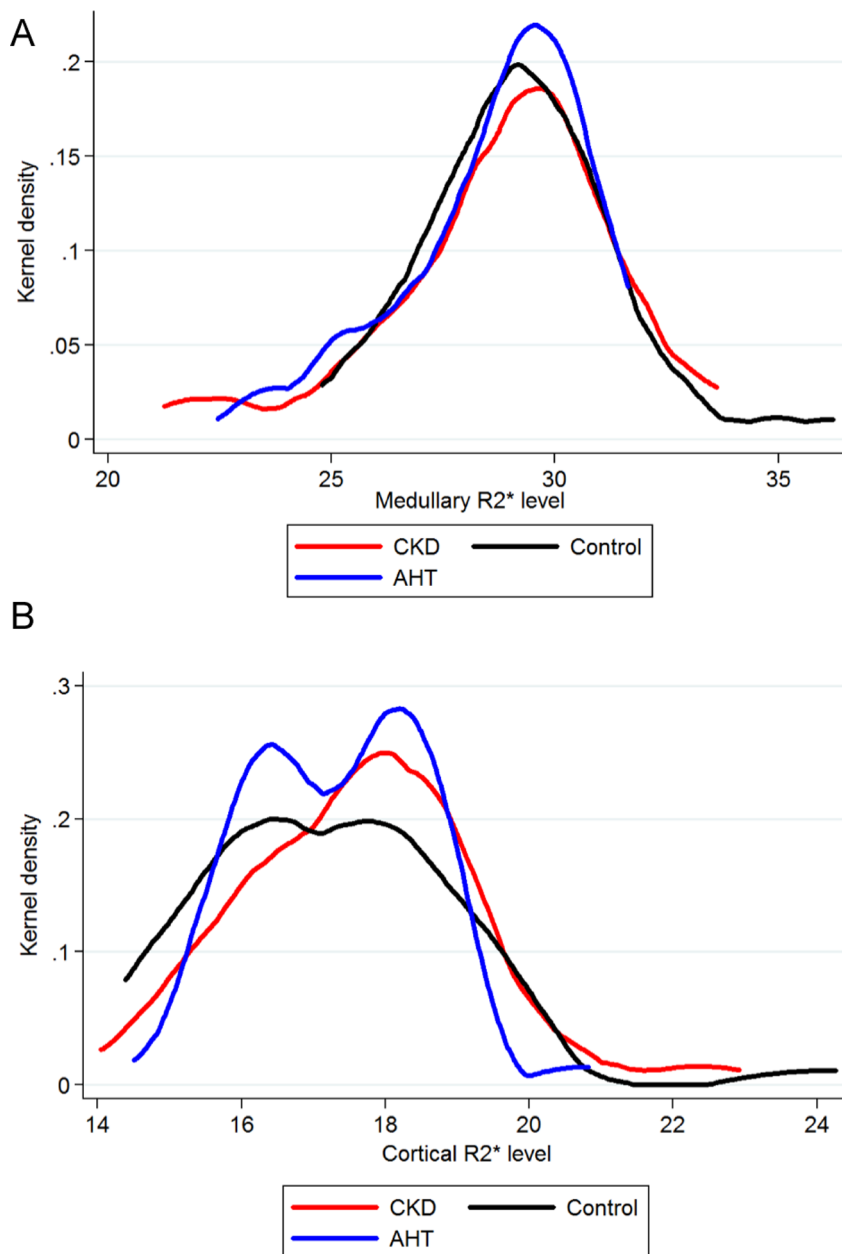 A
Kernel density
.2
.15
.1
.05
0
20 25 30 35
Medullary R2* level
CKD Control
AHT
B
Kernel density
.3
.2
.1
0
14 16 18 20 22 24
Cortical R2* level
CKD Control
AHT